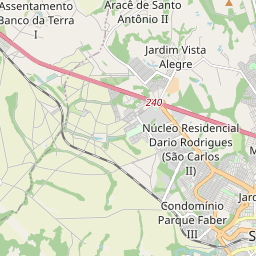 Assentamento
Banco da Terra
I
Aracê de Santo
Antônio II
Jardim Vista
Alegre
240
Núcleo Residencial
Dario Rodrigues
(São Carlos
II)
M
Jar
Condomínio
Parque Faber
III
S